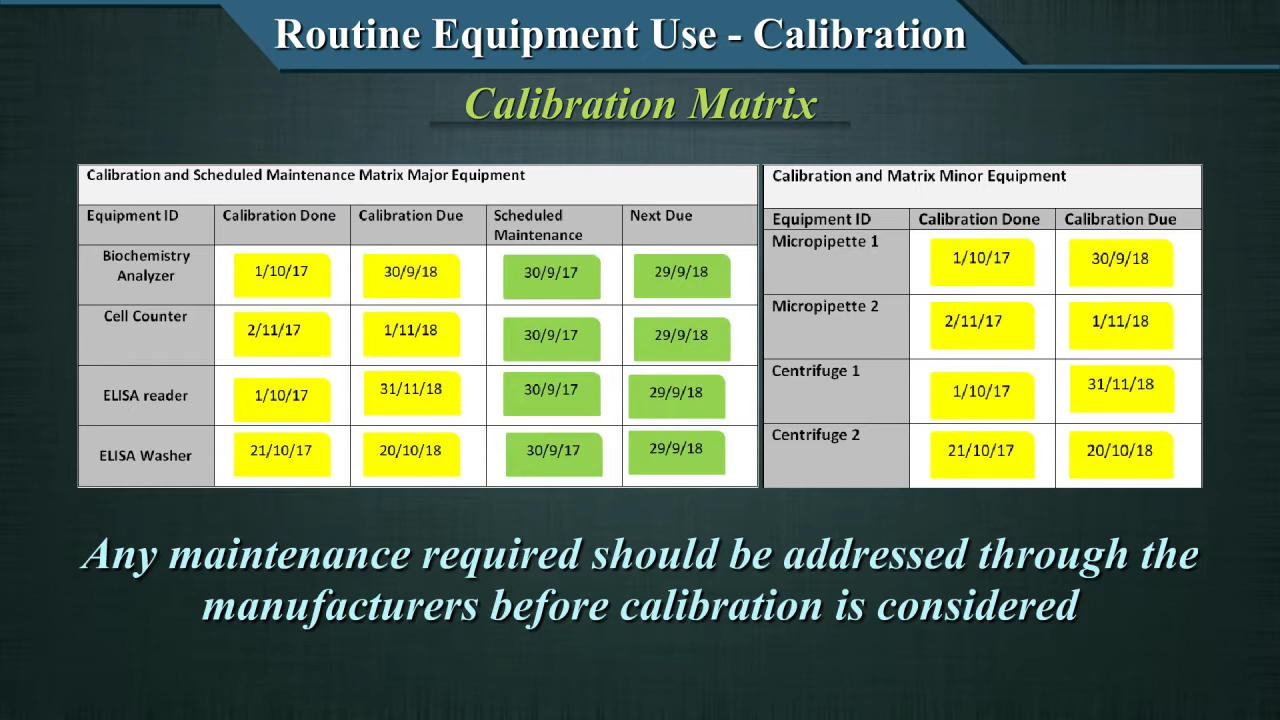 Routine Equipment Use - Calibration
Calibration Matrix
Calibration and Scheduled Maintenance Matrix Major Equipment
Equipment ID Calibration Done Calibration Due Scheduled Maintenance Next Due
Biochemistry Analyzer 1/10/17 30/9/18 30/9/17 29/9/18
Cell Counter 2/11/17 1/11/18 30/9/17 29/9/18
ELISA reader 1/10/17 31/11/18 30/9/17 29/9/18
ELISA Washer 21/10/17 20/10/18 30/9/17 29/9/18
Calibration and Matrix Minor Equipment
Equipment ID Calibration Done Calibration Due
Micropipette 1 1/10/17 30/9/18
Micropipette 2 2/11/17 1/11/18
Centrifuge 1 1/10/17 31/11/18
Centrifuge 2 21/10/17 20/10/18
Any maintenance required should be addressed through the
manufacturers before calibration is considered